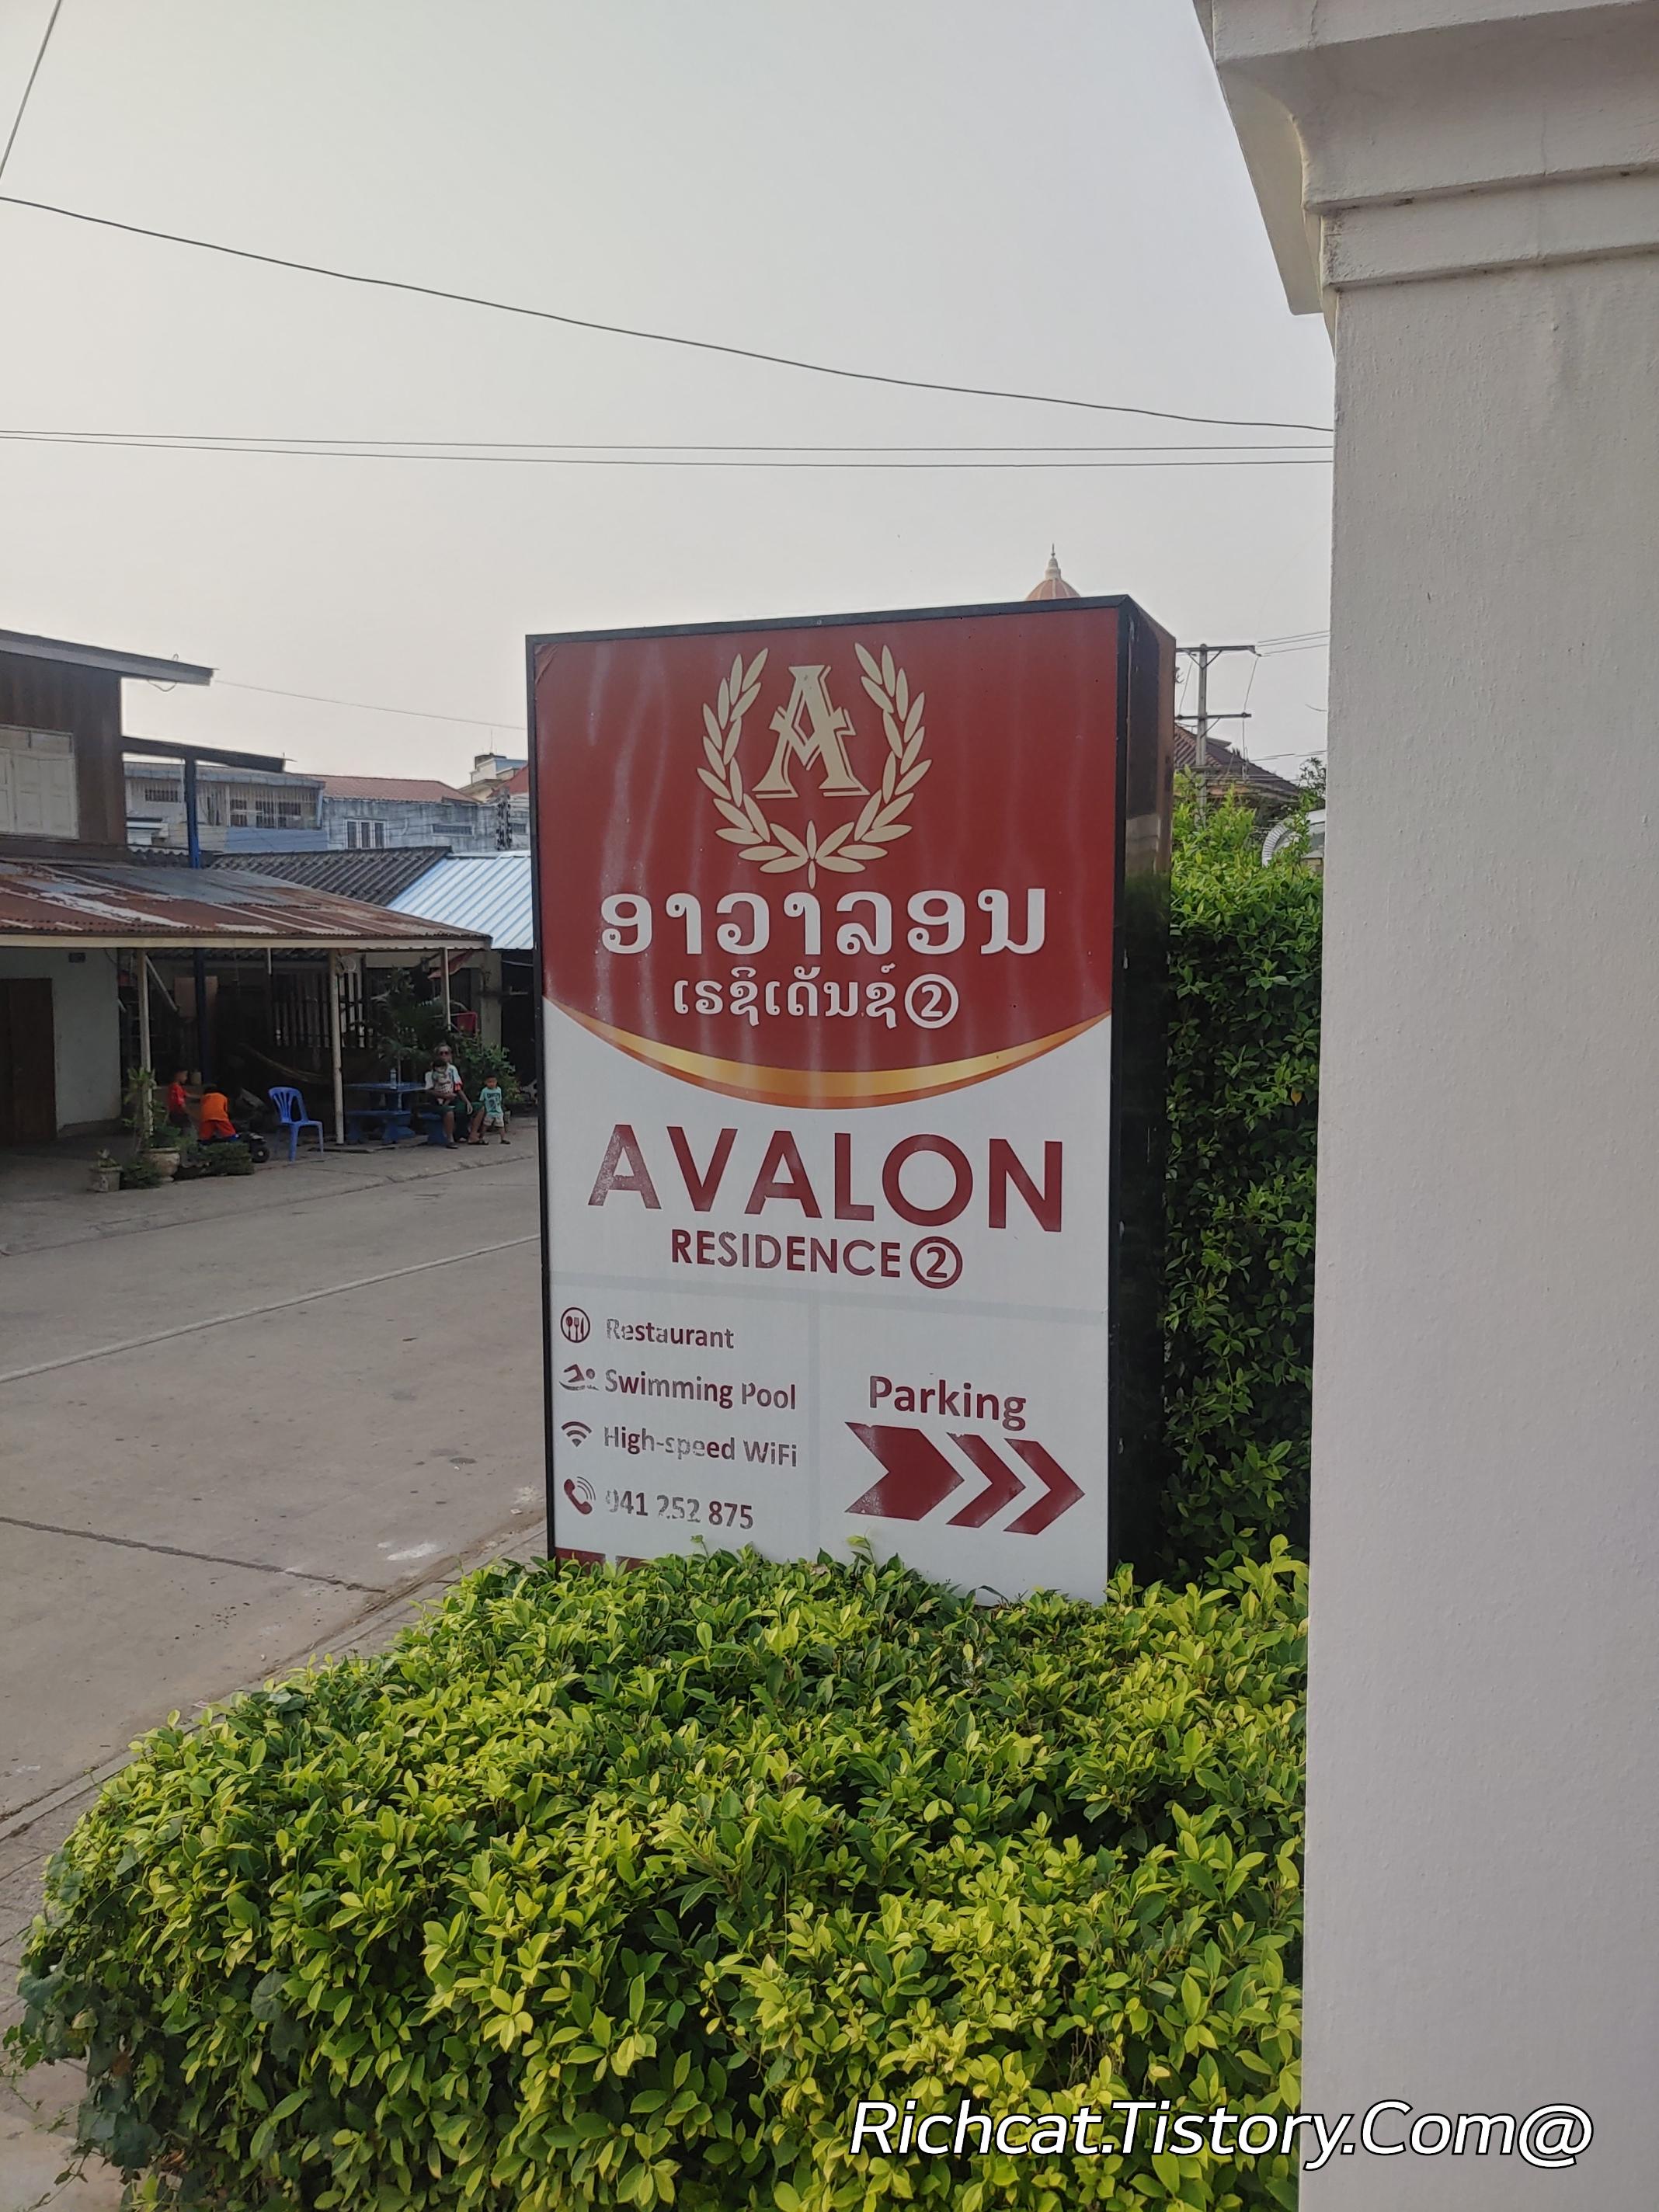 A
ອາວາລອນ
ເຣຊິເດັນຊ໌②
AVALON
RESIDENCE②
Restaurant
Swimming Pool
High-speed WiFi
041 252 875
Parking
Richcat.Tistory.Com@